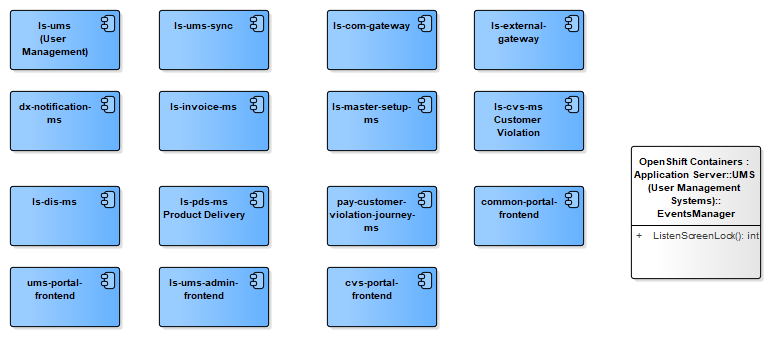 ls-ums
(User
Management)
ls-ums-sync
ls-com-gateway
ls-external-
gateway
dx-notification-
ms
ls-invoice-ms
ls-master-setup-
ms
ls-cvs-ms
Customer
Violation
ls-dis-ms
ls-pds-ms
Product Delivery
pay-customer-
violation-journey-
ms
common-portal-
frontend
ums-portal-
frontend
ls-ums-admin-
frontend
cvs-portal-
frontend
OpenShift Containers :
Application Server::UMS
(User Management
Systems)::
EventsManager
+ ListenScreenLock(): int